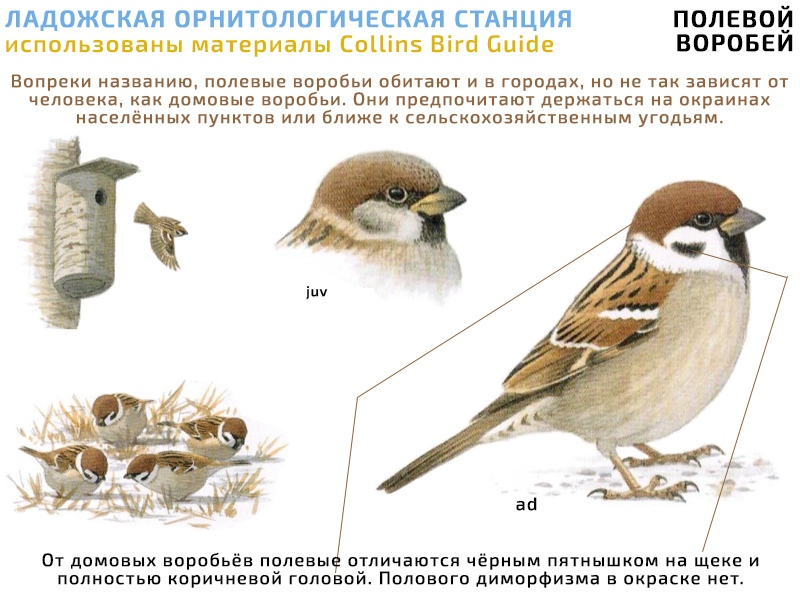 ЛАДОЖСКАЯ ОРНИТОЛОГИЧЕСКАЯ СТАНЦИЯ
использованы материалы Collins Bird Guide
ПОЛЕВОЙ
ВОРОБЕЙ
Вопреки названию, полевые воробьи обитают и в городах, но не так зависят от
человека, как домовые воробьи. Они предпочитают держаться на окраинах
населённых пунктов или ближе к сельскохозяйственным угодьям.
juv
ad
От домовых воробьёв полевые отличаются чёрным пятнышком на щеке и
полностью коричневой головой. Полового диморфизма в окраске нет.